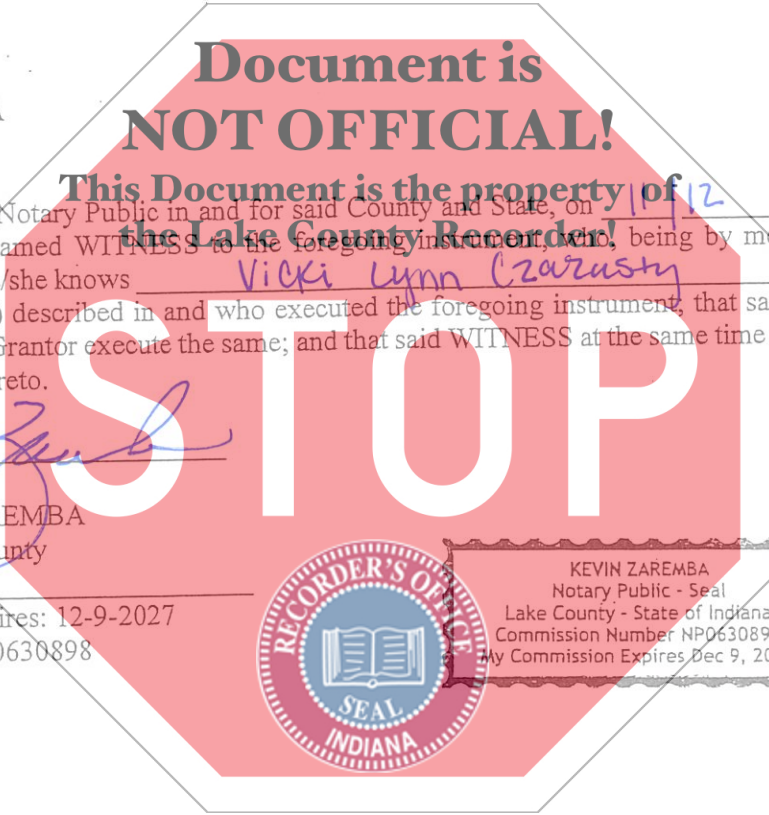 Document is
NOT OFFICIAL!
This Document is the property of
the Lake County Recorder!
Notary Public in and for said County and State, on 11/12
amed WITNESS to the foregoing instrument, who, being by me
/she knows Vicki Lynn Czarusty
) described in and who executed the foregoing instrument, that sa
Grantor execute the same; and that said WITNESS at the same time
reto.
STOP
EMBA
unty
ires: 12-9-2027
0630898
RECORDER'S OFFICE
SEAL
INDIANA
KEVIN ZAREMBA
Notary Public - Seal
Lake County - State of Indiana
Commission Number NP063089
My Commission Expires Dec 9, 20